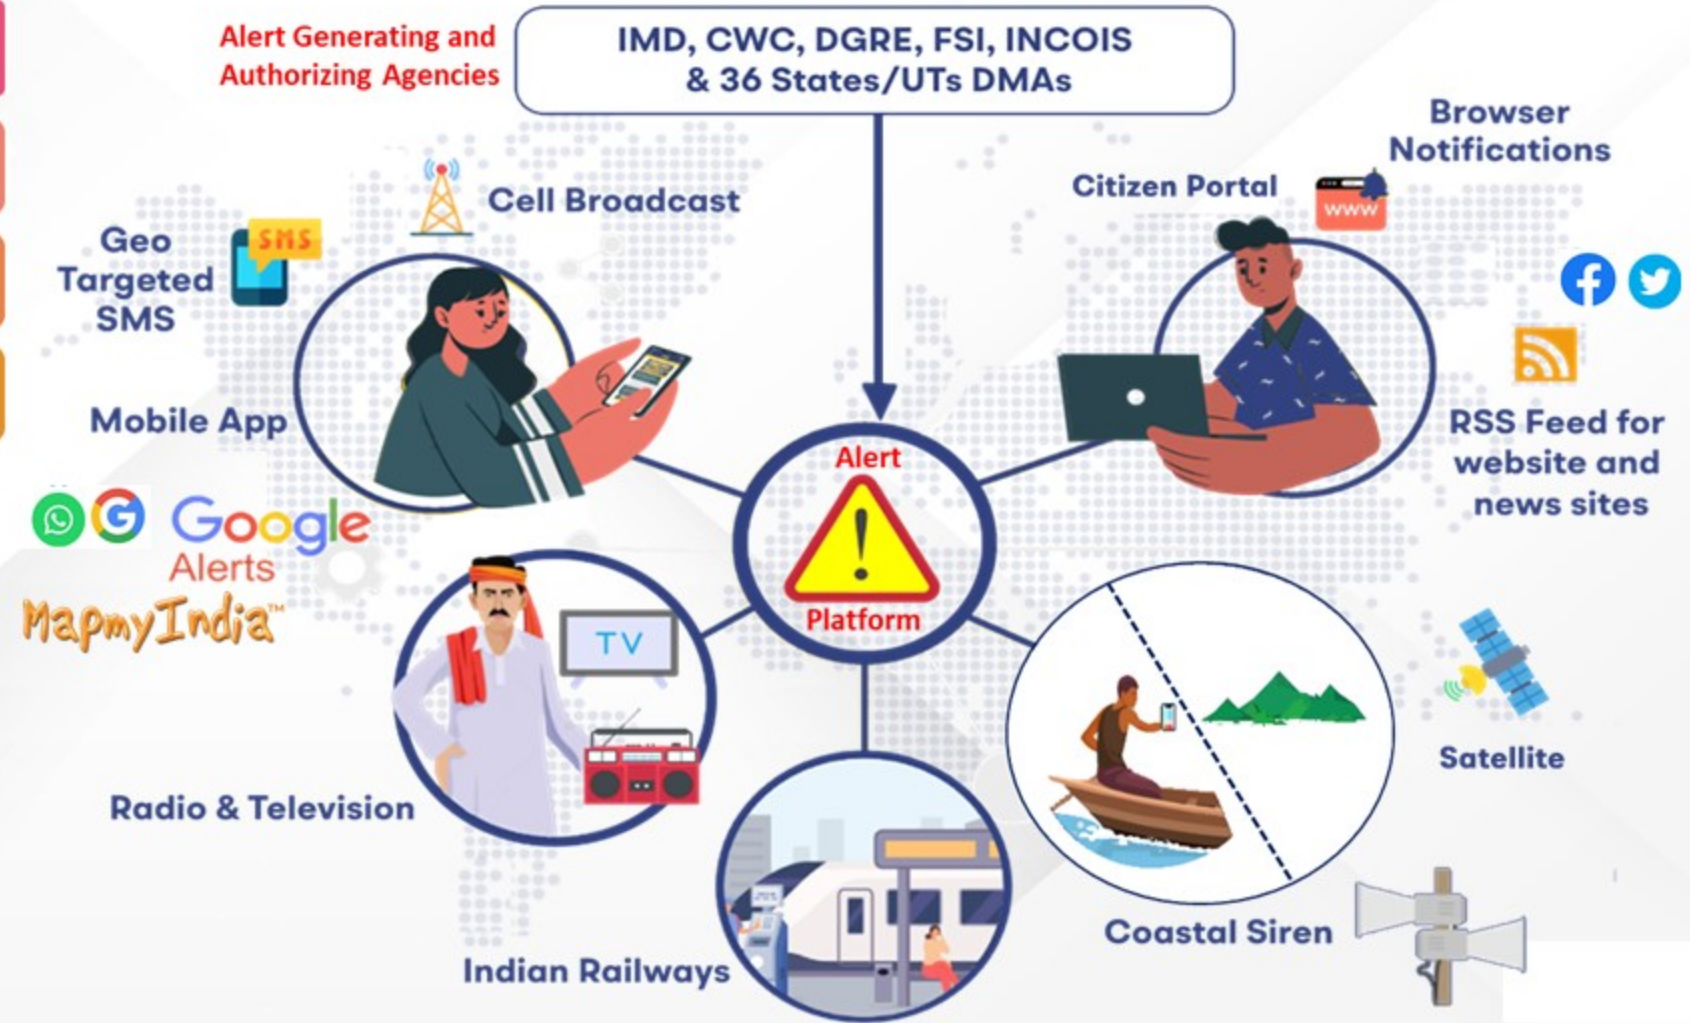 Alert Generating and
Authorizing Agencies
IMD, CWC, DGRE, FSI, INCOIS
& 36 States/UTs DMAs
Cell Broadcast
Geo
Targeted
SMS
SMS
Mobile App
Google
Alerts
MapmyIndia™
Browser
Notifications
Citizen Portal
www
RSS Feed for
website and
news sites
Alert
Platform
TV
Radio & Television
Indian Railways
Satellite
Coastal Siren